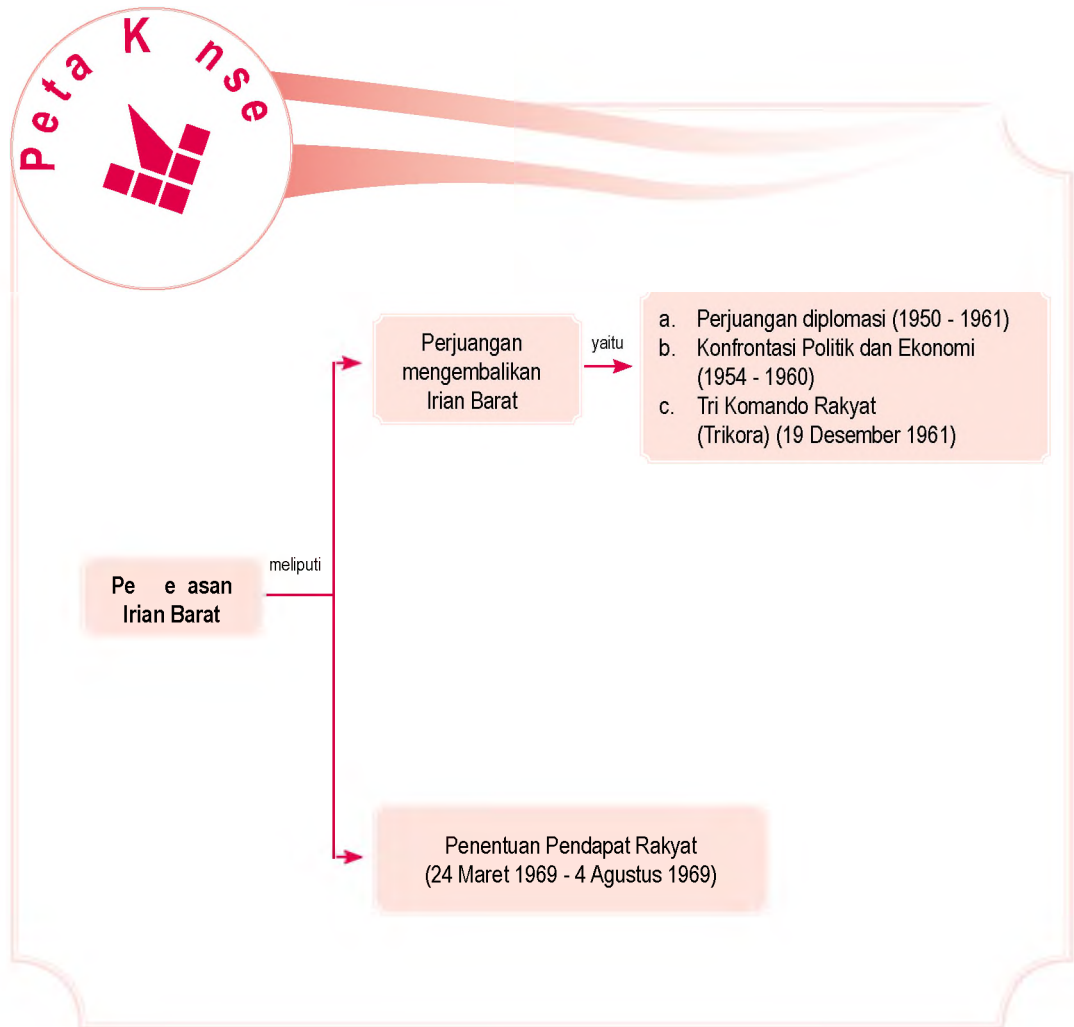 Peta K nse
Perjuangan
mengembalikan
Irian Barat
yaitu
a. Perjuangan diplomasi (1950 - 1961)
b. Konfrontasi Politik dan Ekonomi
(1954 - 1960)
c. Tri Komando Rakyat
(Trikora) (19 Desember 1961)
meliputi
Pe e asan
Irian Barat
Penentuan Pendapat Rakyat
(24 Maret 1969 - 4 Agustus 1969)